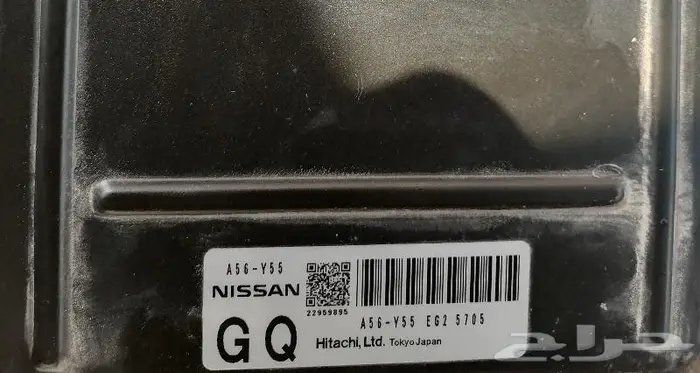 A56-Y55
NISSAN
22959895
A56-Y55 EG2 5705
GQ
Hitachi, Ltd. Tokyo Japan
حراج